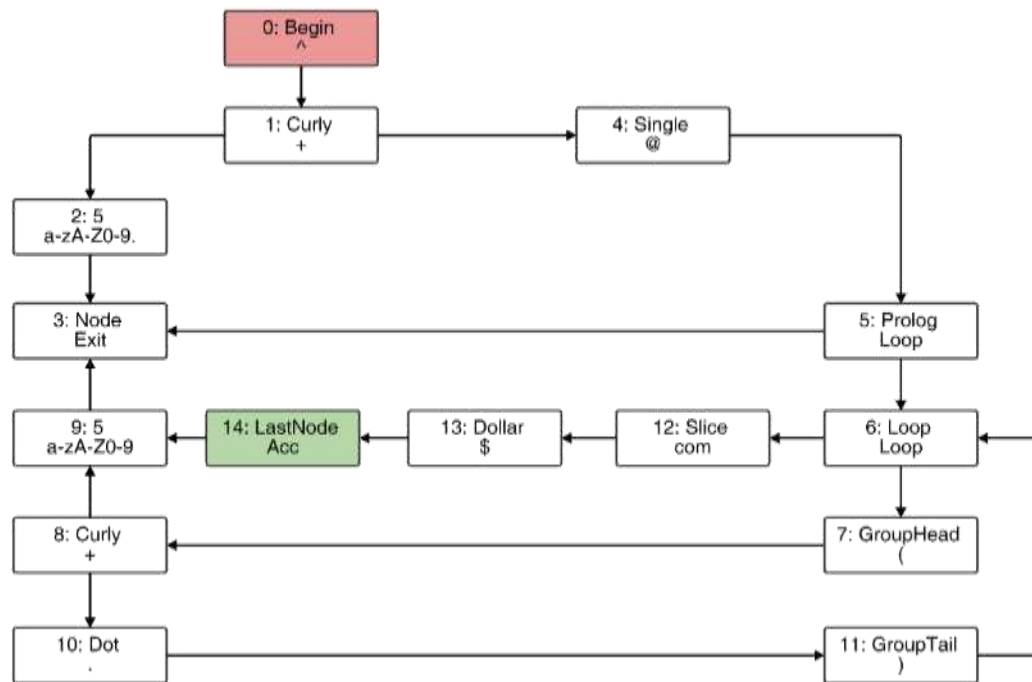 0: Begin
^
1: Curly
+
4: Single
@
2: 5
a-zA-Z0-9.
3: Node
Exit
5: Prolog
Loop
9: 5
a-zA-Z0-9
14: LastNode
Acc
13: Dollar
$
12: Slice
com
6: Loop
Loop
8: Curly
+
7: GroupHead
(
10: Dot
.
11: GroupTail
)